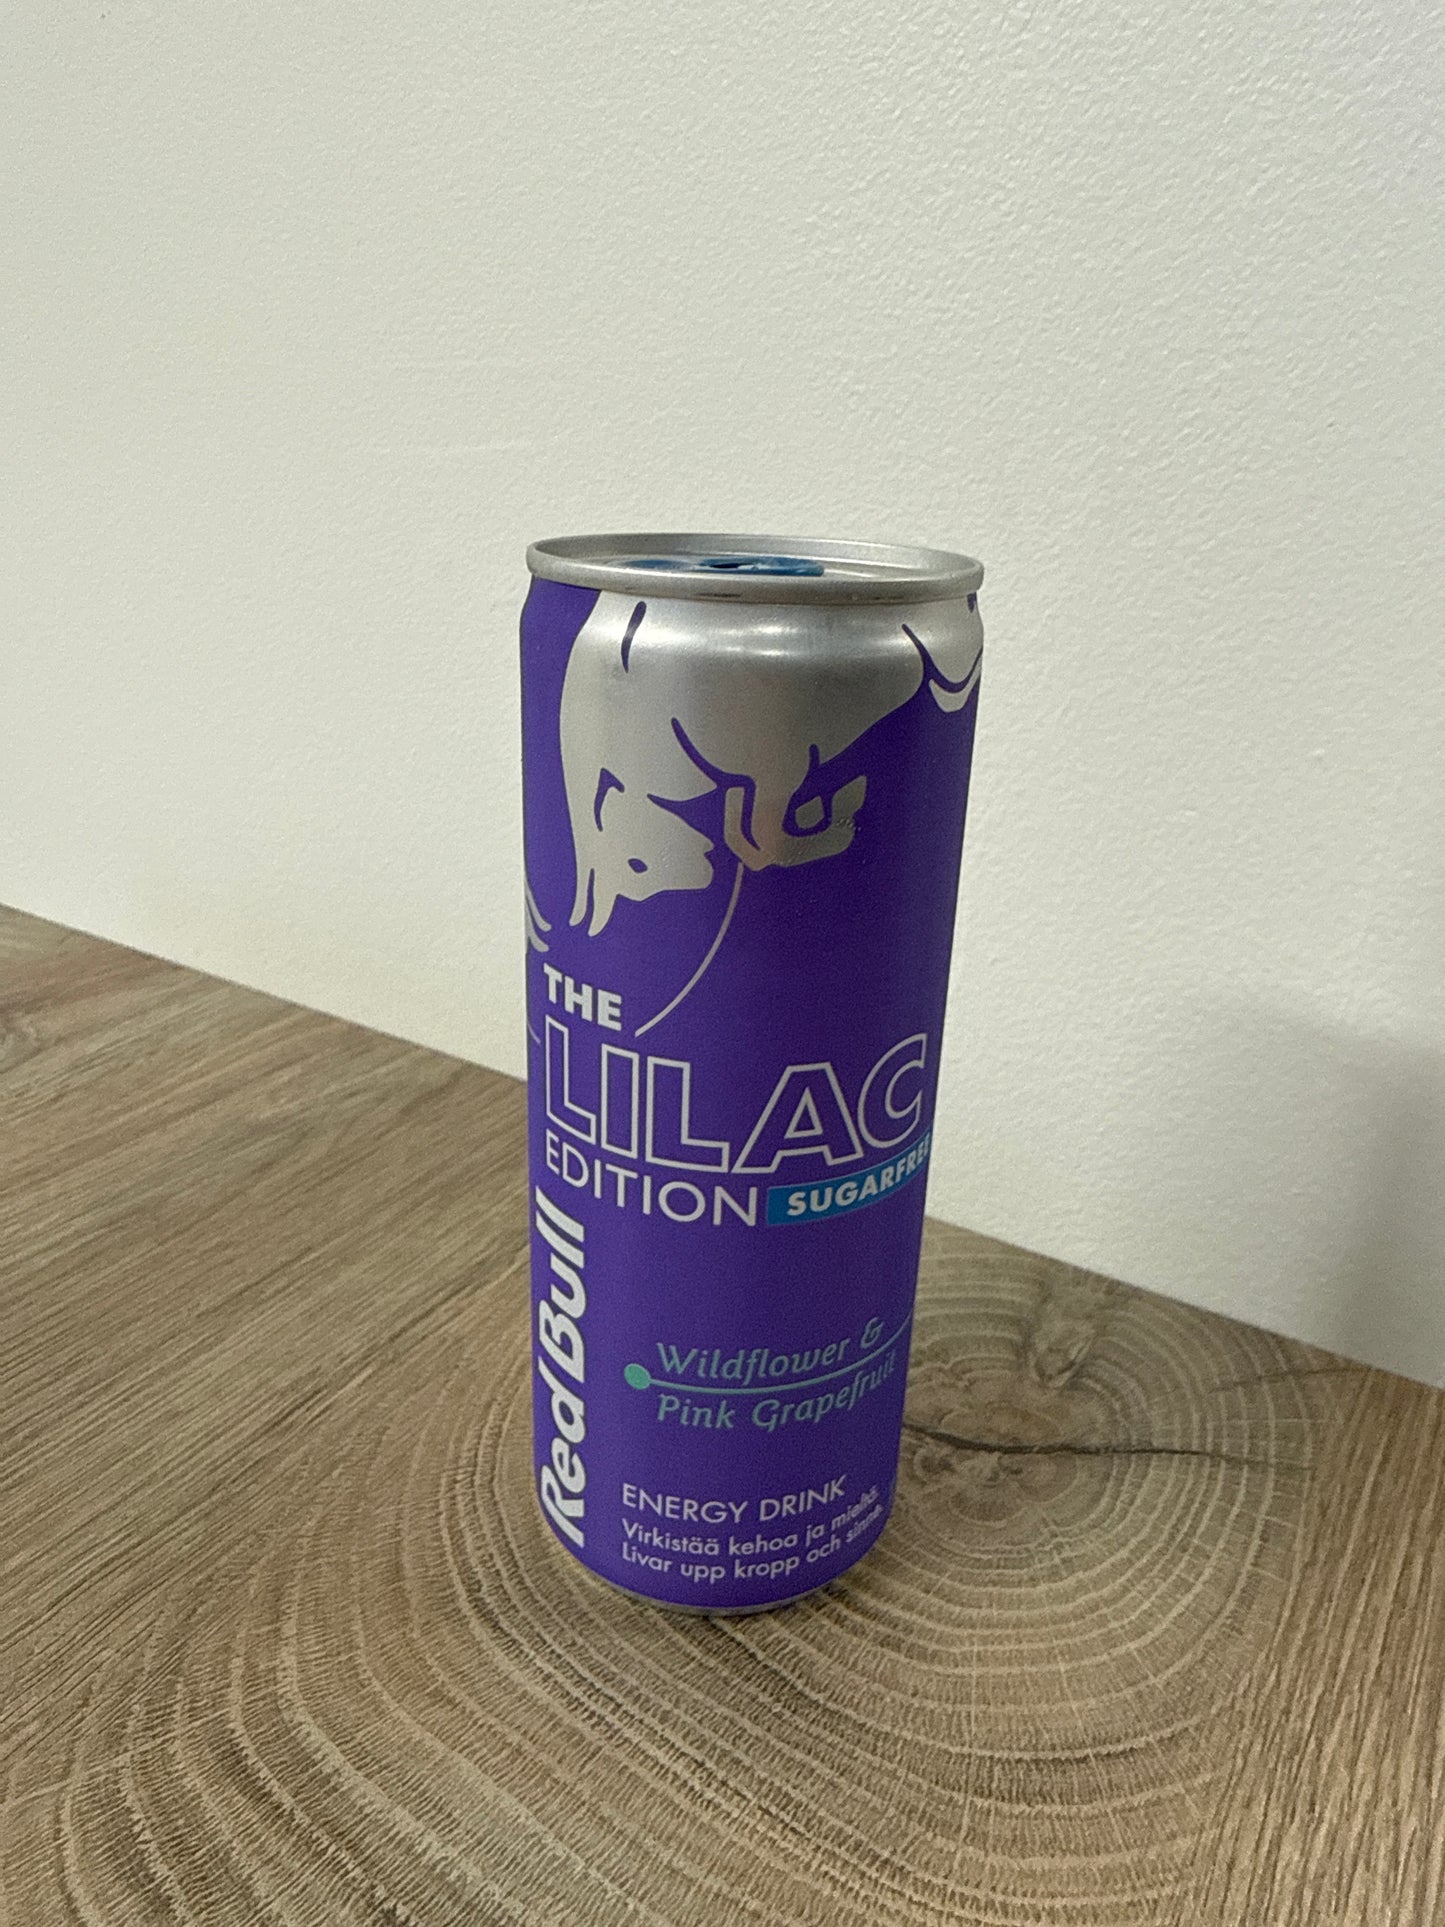 THE
LILAC
EDITION SUGARFREE
Red Bull
Wildflower &
Pink Grapefruit
ENERGY DRINK
Virkistää kehoa ja mieltä.
Livar upp kropp och sinne.